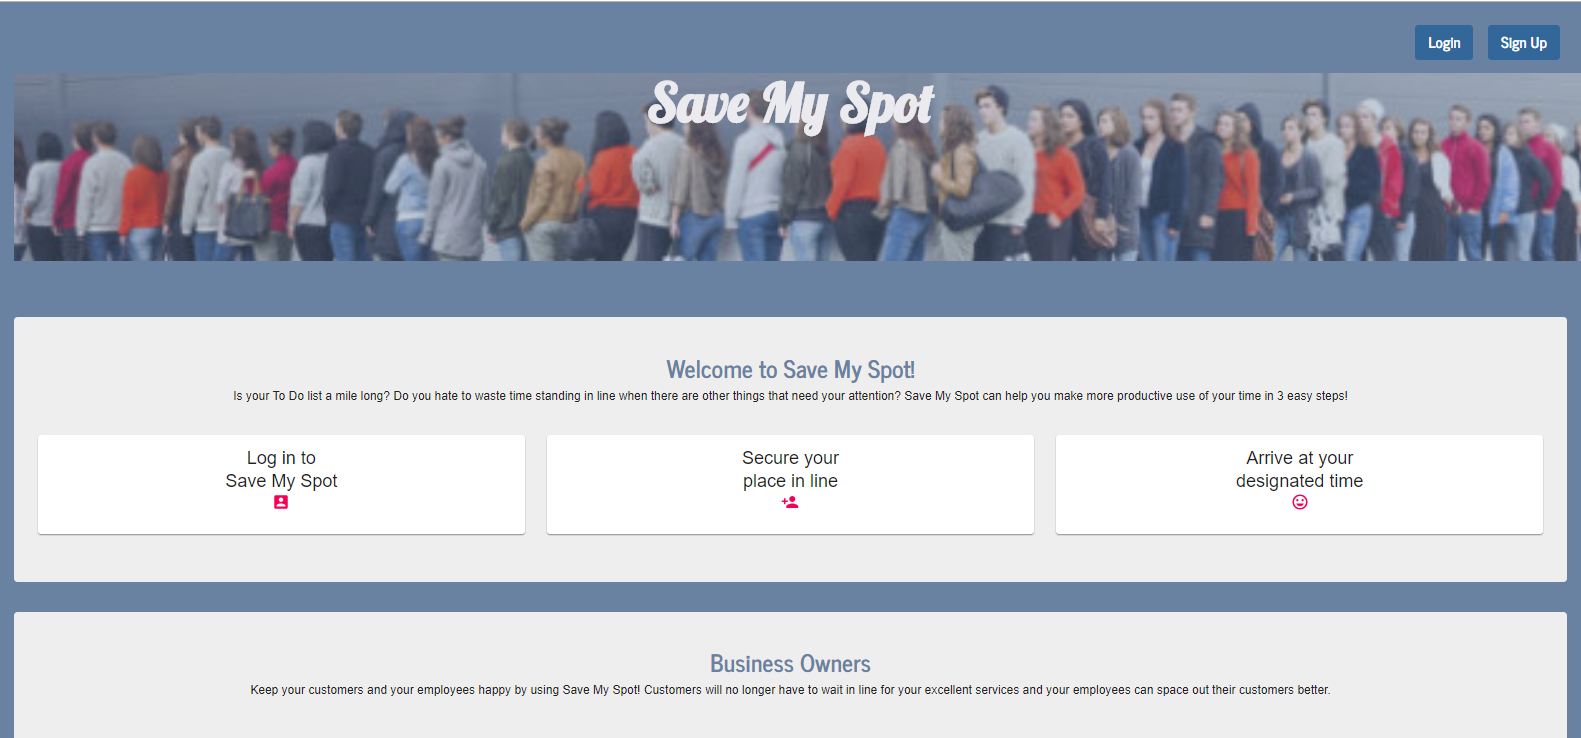 Login Sign Up
Save My Spot
Welcome to Save My Spot!
Is your To Do list a mile long? Do you hate to waste time standing in line when there are other things that need your attention? Save My Spot can help you make more productive use of your time in 3 easy steps!
Log in to
Save My Spot
Secure your
place in line
Arrive at your
designated time
Business Owners
Keep your customers and your employees happy by using Save My Spot! Customers will no longer have to wait in line for your excellent services and your employees can space out their customers better.